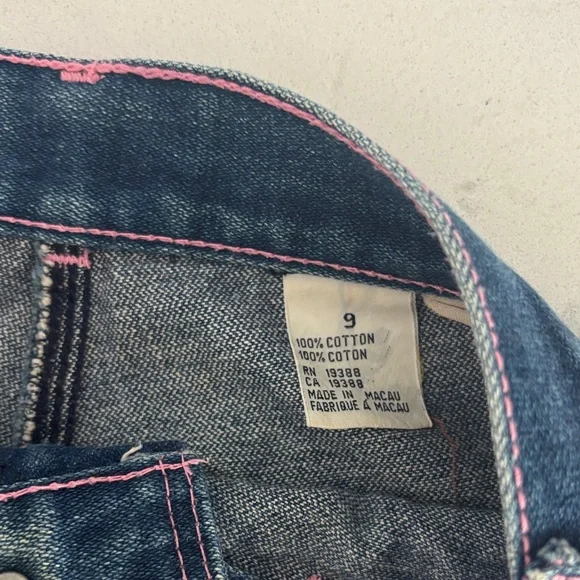 9
100% COTTON
100% COTON
RN 19388
CA 19388
MADE IN MACAU
FABRIQUE À MACAU